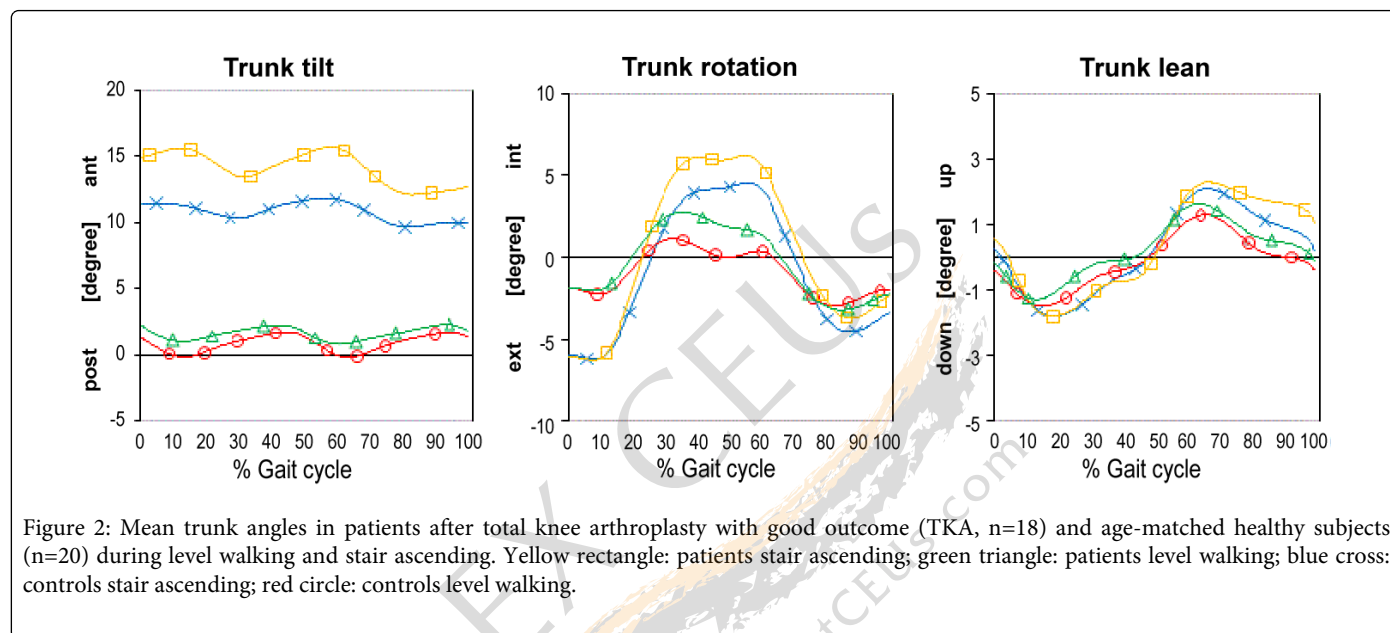 Trunk tilt
Trunk rotation
Trunk lean
20
15
10
5
0
-5
post [degree] ant
0 10 20 30 40 50 60 70 80 90 100
% Gait cycle
10
5
0
-5
-10
ext [degree] int
0 10 20 30 40 50 60 70 80 90 100
% Gait cycle
5
3
1
0
-1
-3
-5
down [degree] up
0 10 20 30 40 50 60 70 80 90 100
% Gait cycle
Figure 2: Mean trunk angles in patients after total knee arthroplasty with good outcome (TKA, n=18) and age-matched healthy subjects
(n=20) during level walking and stair ascending. Yellow rectangle: patients stair ascending; green triangle: patients level walking; blue cross:
controls stair ascending; red circle: controls level walking.
EX CEUS
tCEUs.com